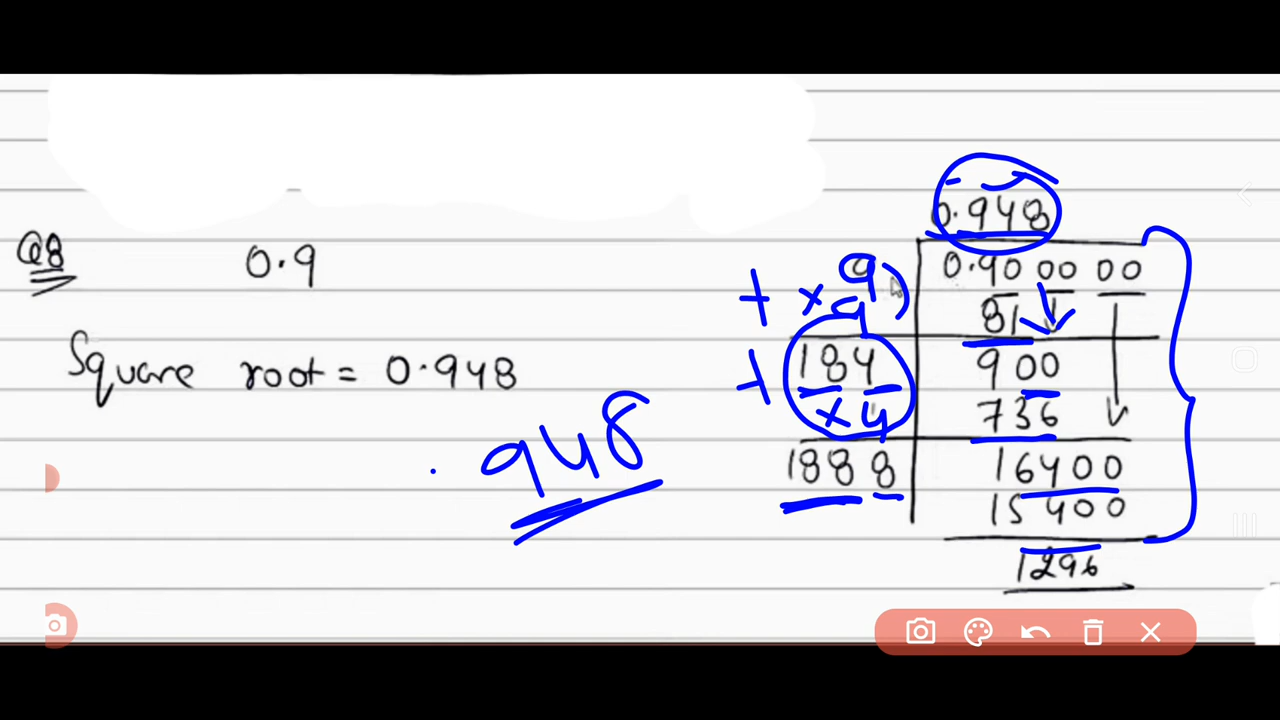 0.948
Q8 0.9
9 0.90 00 00
× 9 81
184 900
× 4 736
Square root = 0.948
.948
1888 16400
15400
1296